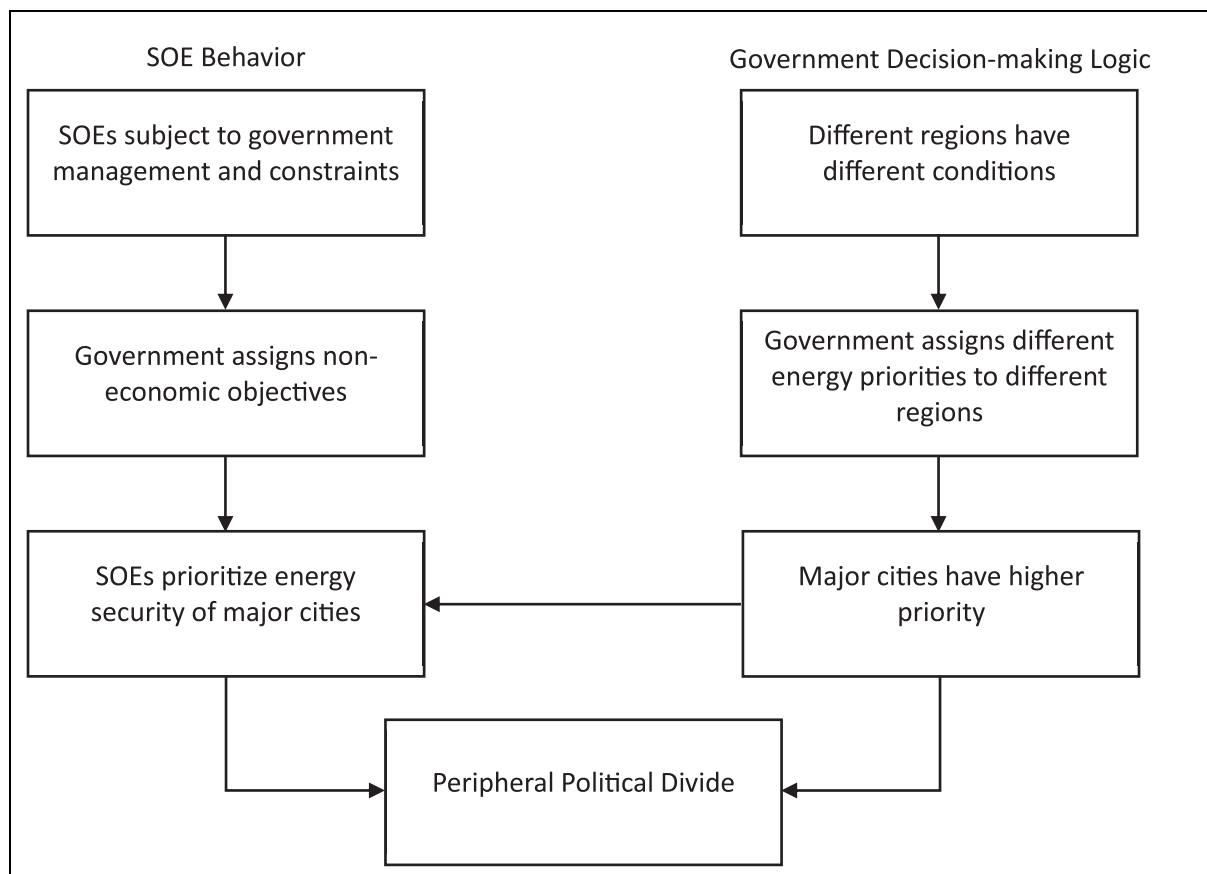 SOE Behavior
SOEs subject to government
management and constraints
Government assigns non-
economic objectives
SOEs prioritize energy
security of major cities
Government Decision-making Logic
Different regions have
different conditions
Government assigns different
energy priorities to different
regions
Major cities have higher
priority
Peripheral Political Divide